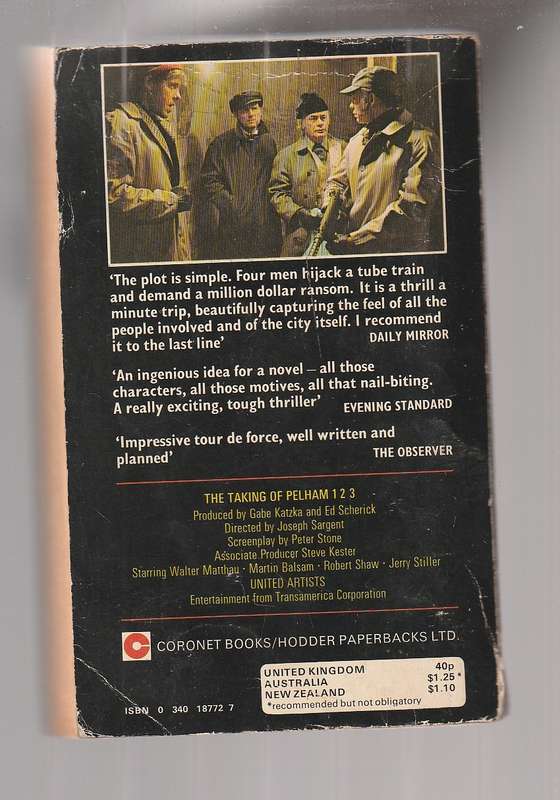 ‘The plot is simple. Four men hijack a tube train
and demand a million dollar ransom. It is a thrill a
minute trip, beautifully capturing the feel of all the
people involved and of the city itself. I recommend
it to the last line’ DAILY MIRROR
‘An ingenious idea for a novel – all those
characters, all those motives, all that nail-biting.
A really exciting, tough thriller’ EVENING STANDARD
‘Impressive tour de force, well written and
planned’ THE OBSERVER
THE TAKING OF PELHAM 1 2 3
Produced by Gabe Katzka and Ed Scherick
Directed by Joseph Sargent
Screenplay by Peter Stone
Associate Producer Steve Kester
Starring Walter Matthau · Martin Balsam · Robert Shaw · Jerry Stiller
UNITED ARTISTS
Entertainment from Transamerica Corporation
CORONET BOOKS/HODDER PAPERBACKS LTD.
UNITED KINGDOM 40p
AUSTRALIA $1.25*
NEW ZEALAND $1.10
*recommended but not obligatory
ISBN 0 340 18772 7